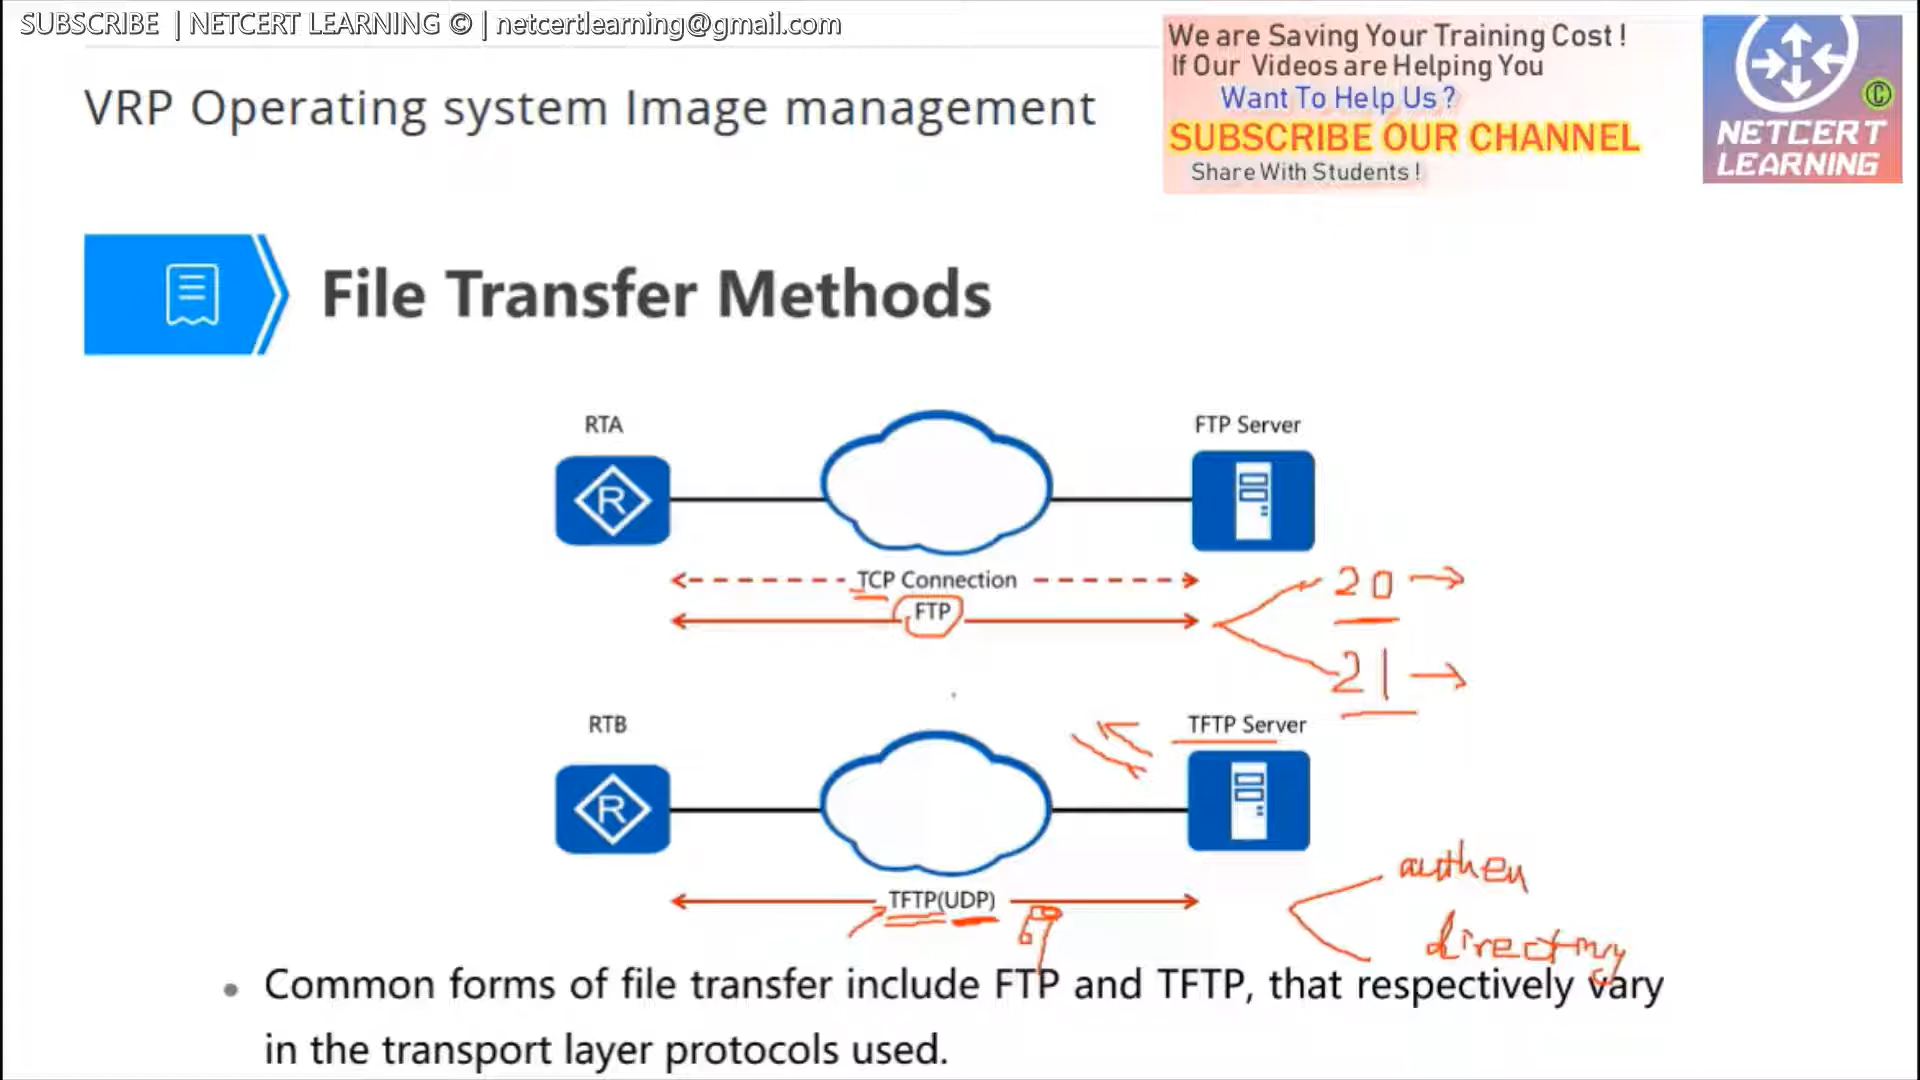 SUBSCRIBE | NETCERT LEARNING © | netcertlearning@gmail.com
We are Saving Your Training Cost !
If Our Videos are Helping You
Want To Help Us ?
SUBSCRIBE OUR CHANNEL
Share With Students !
©
NETCERT
LEARNING
VRP Operating system Image management
File Transfer Methods
RTA
FTP Server
R
TCP Connection
FTP
20
21
RTB
TFTP Server
R
TFTP(UDP)
authen
directory
• Common forms of file transfer include FTP and TFTP, that respectively vary
in the transport layer protocols used.